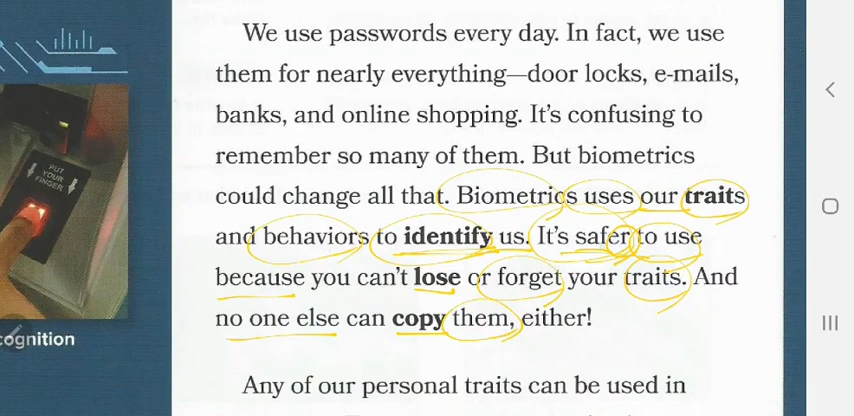 We use passwords every day. In fact, we use
them for nearly everything—door locks, e-mails,
banks, and online shopping. It's confusing to
remember so many of them. But biometrics
could change all that. Biometrics uses our traits
and behaviors to identify us. It's safer to use
because you can't lose or forget your traits. And
no one else can copy them, either!
Any of our personal traits can be used in
PUT
YOUR
FINGER
ognition